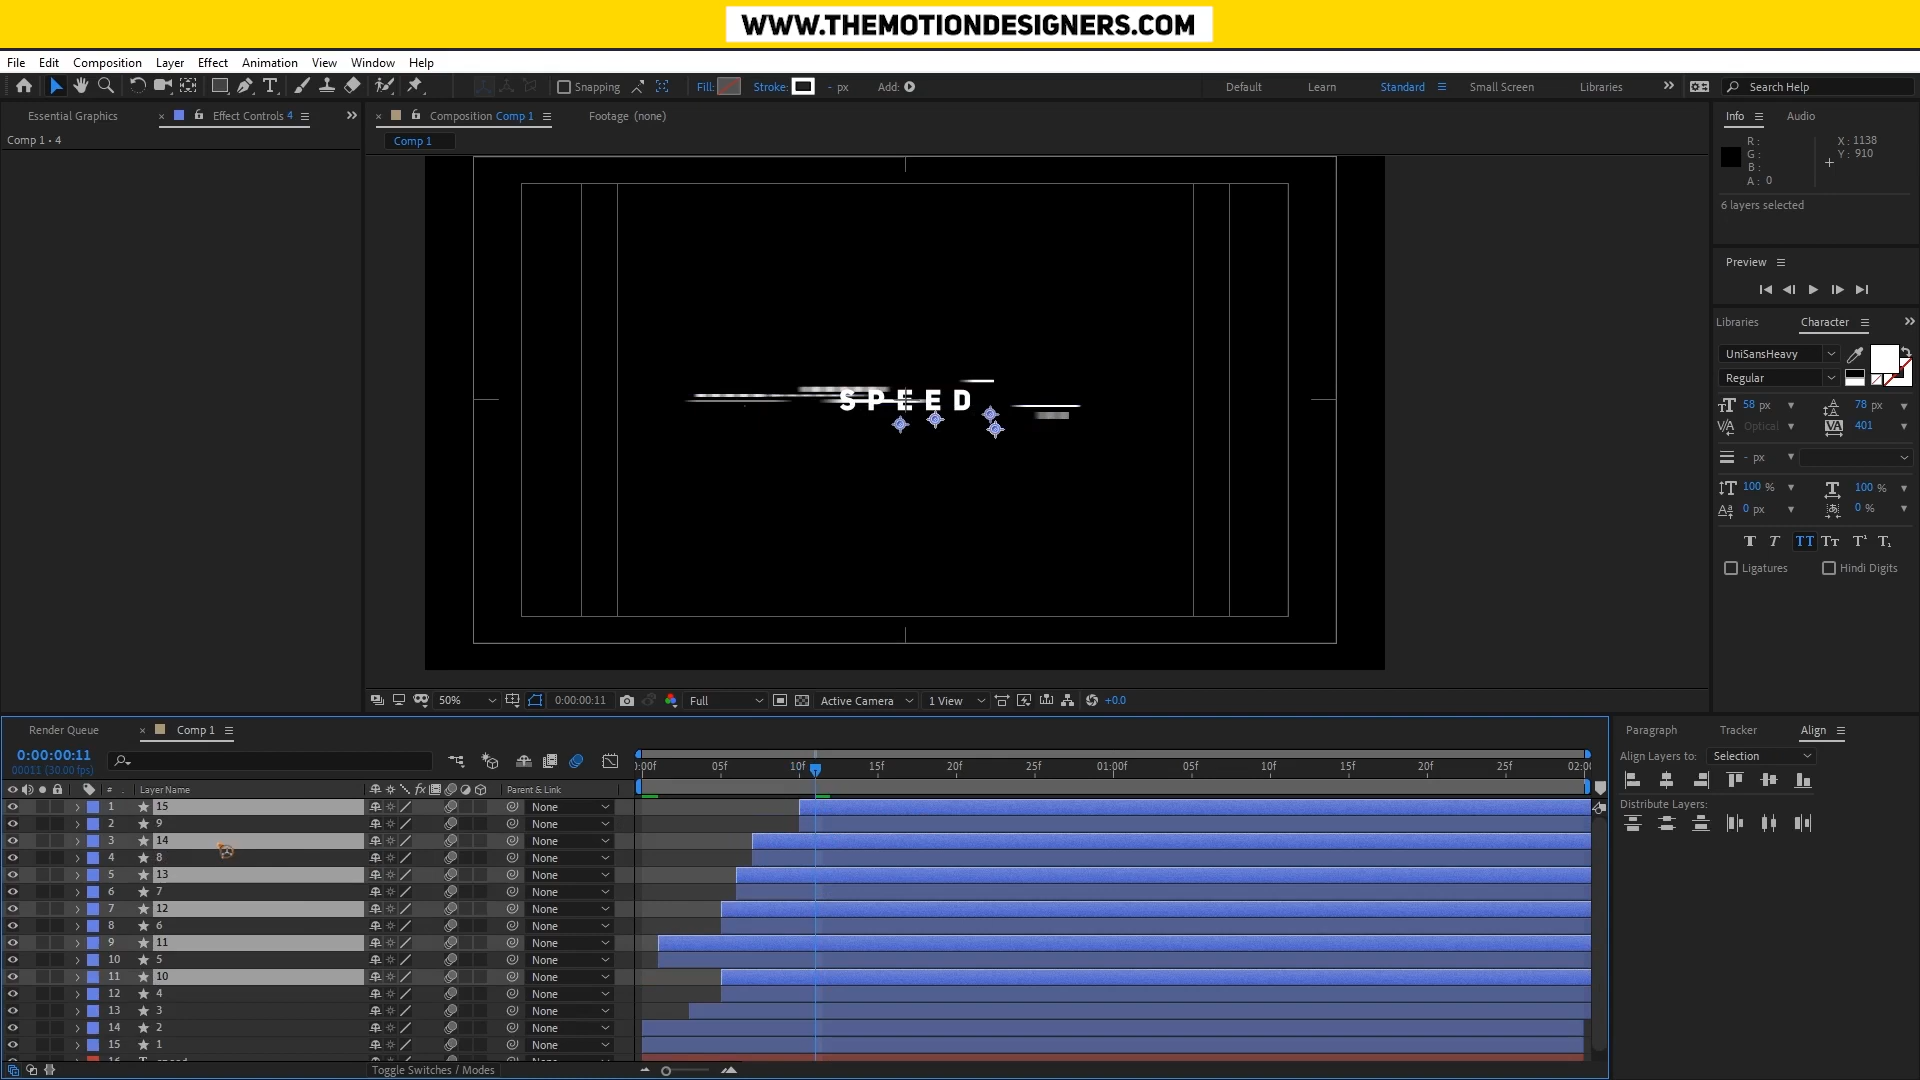 WWW.THEMOTIONDESIGNERS.COM
File Edit Composition Layer Effect Animation View Window Help
Snapping Fill: Stroke: - px Add: Default Learn Standard Small Screen Libraries Search Help
Essential Graphics × Effect Controls 4 × Composition Comp 1 Footage (none) Info Audio
Comp 1 • 4 Comp 1
R : X : 1138
G : Y : 910
B :
A : 0
6 layers selected
Preview
Libraries Character
UniSansHeavy
Regular
58 px 78 px
Optical 401
- px
100 % 100 %
0 px 0 %
TT Tt
Ligatures Hindi Digits
SPEED
50% 0:00:00:11 Full Active Camera 1 View +0.0
Render Queue × Comp 1 Paragraph Tracker Align
0:00:00:11
00011 (30.00 fps)
Align Layers to: Selection
Distribute Layers:
):00f 05f 10f 15f 20f 25f 01:00f 05f 10f 15f 20f 25f 02:0
# Layer Name fx Parent & Link
1 15 None
2 9 None
3 14 None
4 8 None
5 13 None
6 7 None
7 12 None
8 6 None
9 11 None
10 5 None
11 10 None
12 4 None
13 3 None
14 2 None
15 1 None
Toggle Switches / Modes